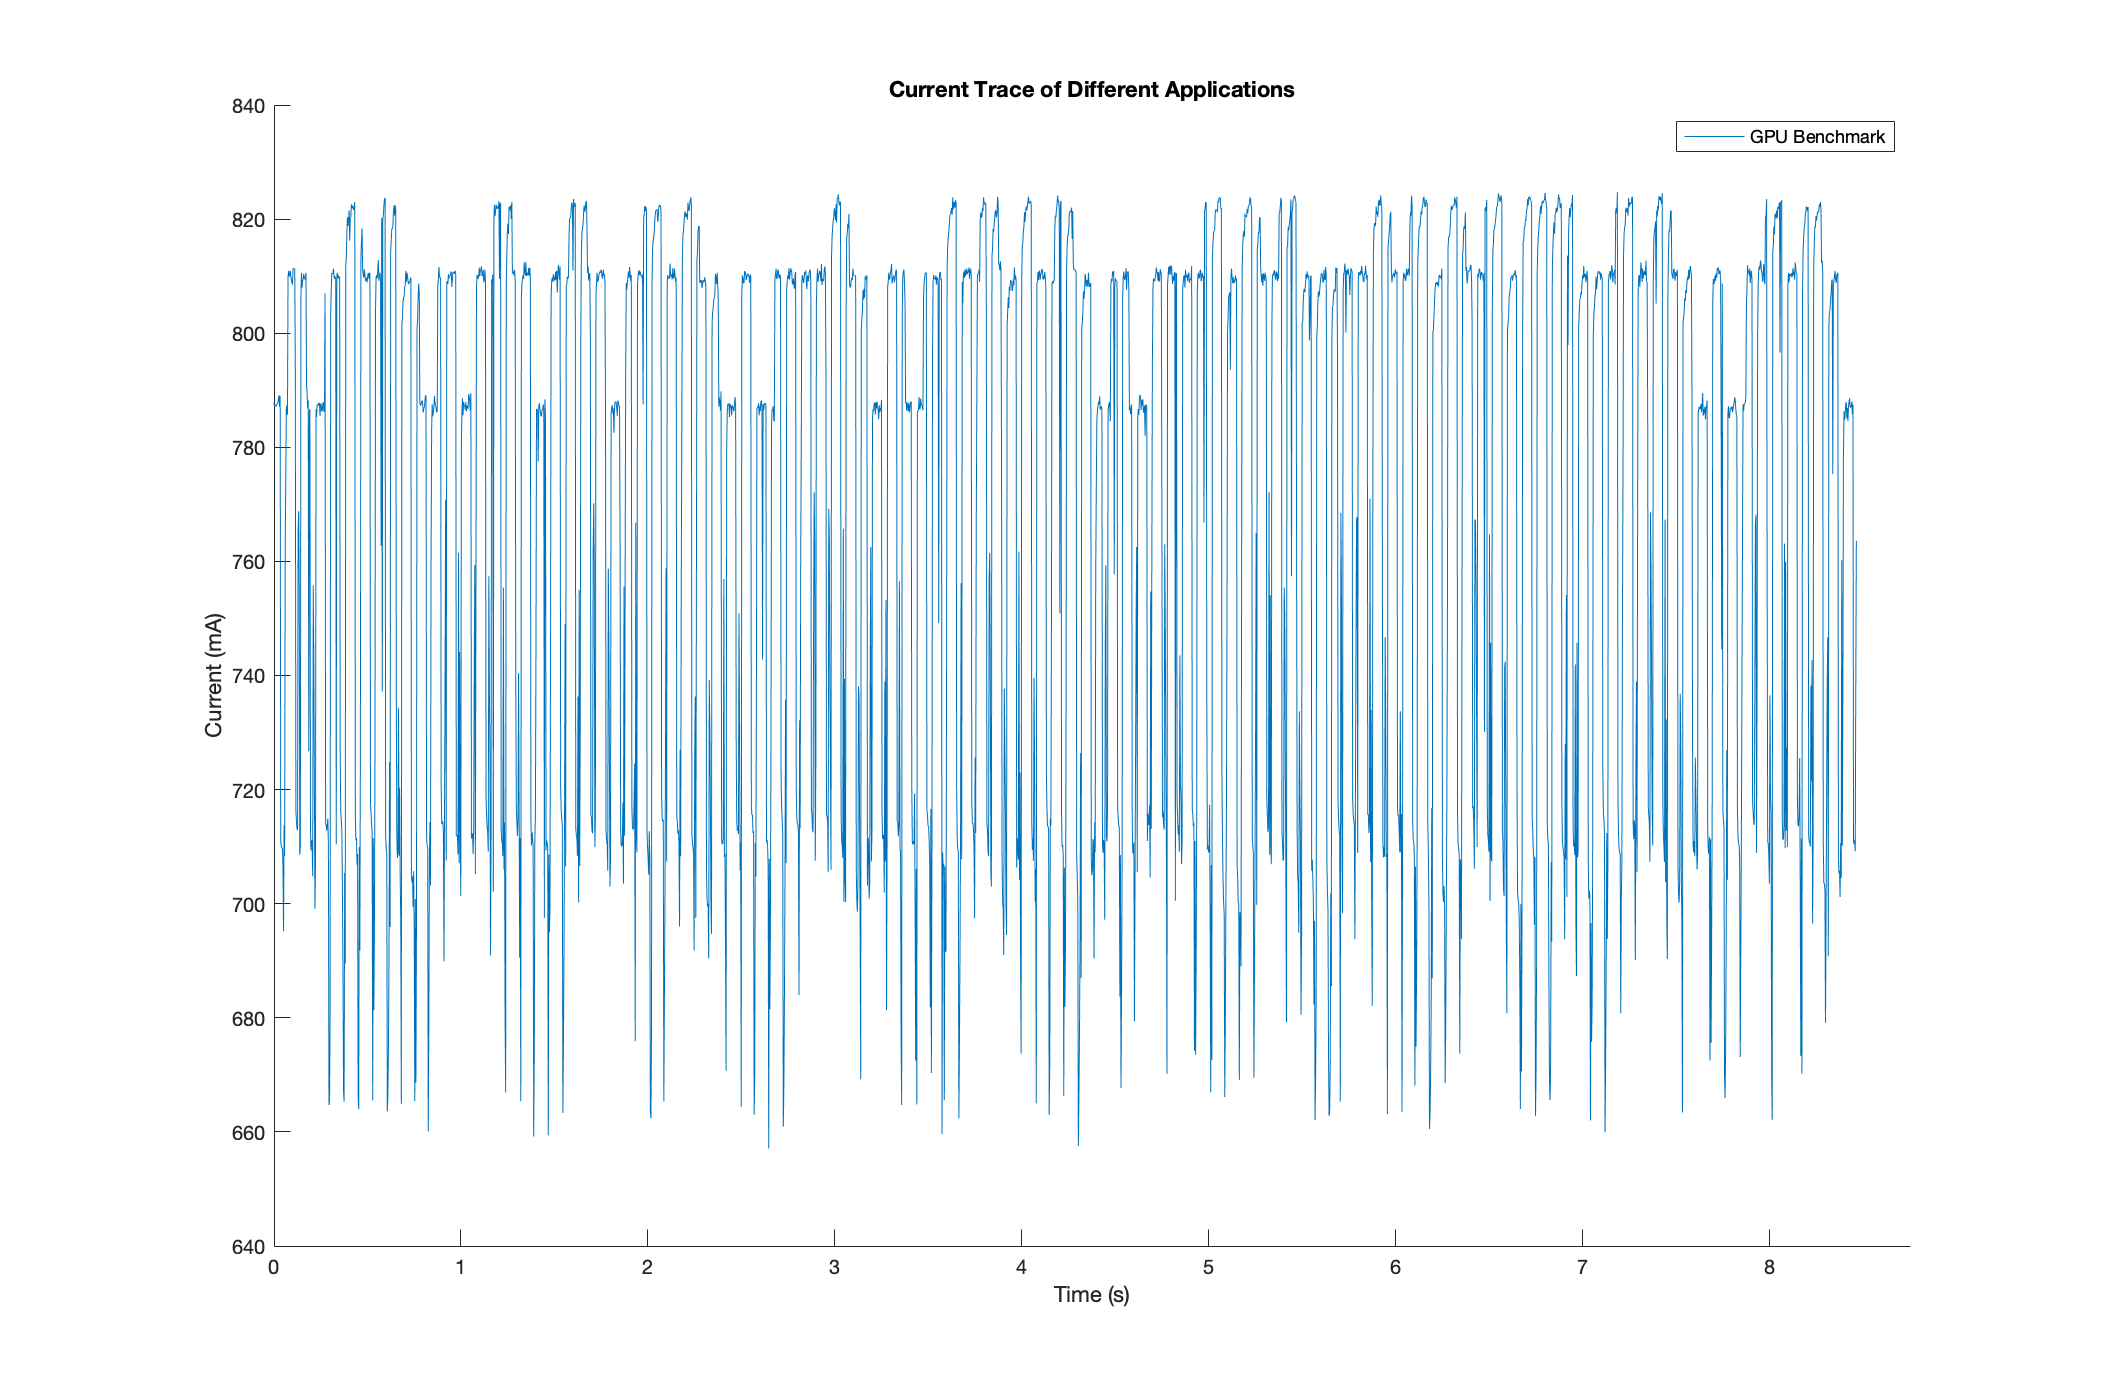 Current Trace of Different Applications
GPU Benchmark
840
820
800
780
760
740
720
700
680
660
640
Current (mA)
0 1 2 3 4 5 6 7 8
Time (s)